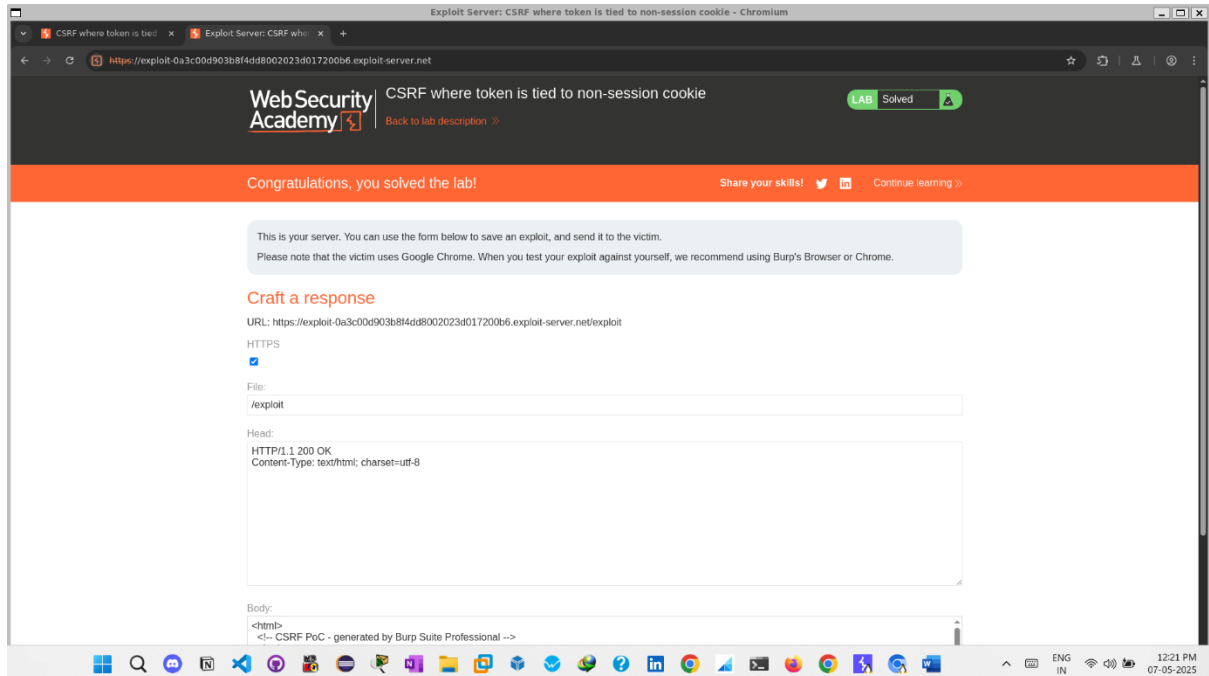 Exploit Server: CSRF where token is tied to non-session cookie - Chromium
CSRF where token is tied
Exploit Server: CSRF whe
https://exploit-0a3c00d903b8f4dd8002023d017200b6.exploit-server.net
WebSecurity
Academy
CSRF where token is tied to non-session cookie
Back to lab description
LAB Solved
Congratulations, you solved the lab!
Share your skills!
Continue learning
This is your server. You can use the form below to save an exploit, and send it to the victim.
Please note that the victim uses Google Chrome. When you test your exploit against yourself, we recommend using Burp's Browser or Chrome.
Craft a response
URL: https://exploit-0a3c00d903b8f4dd8002023d017200b6.exploit-server.net/exploit
HTTPS
File:
/exploit
Head:
HTTP/1.1 200 OK
Content-Type: text/html; charset=utf-8
Body:
<html>
<!-- CSRF PoC - generated by Burp Suite Professional -->
ENG
IN
12:21 PM
07-05-2025